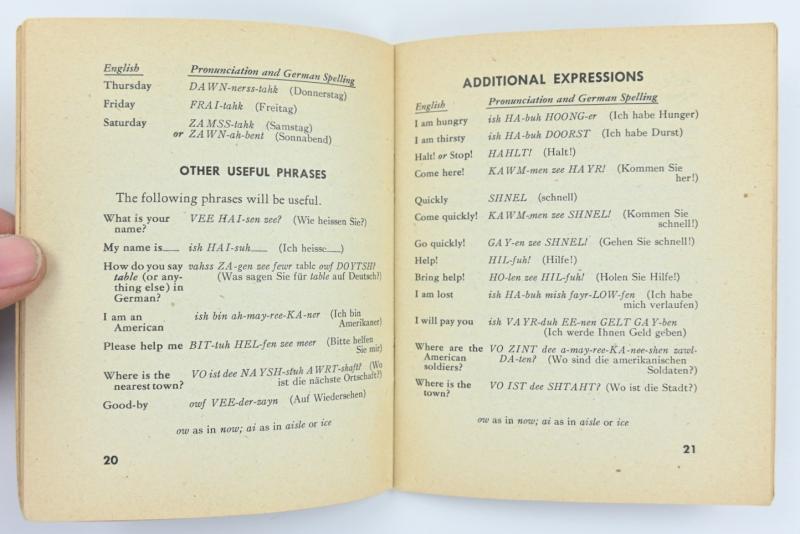 English Pronunciation and German Spelling
Thursday DAWN-nerss-tahk (Donnerstag)
Friday FRAI-tahk (Freitag)
Saturday ZAMSS-tahk (Samstag)
or ZAWN-ah-bent (Sonnabend)
OTHER USEFUL PHRASES
The following phrases will be useful.
What is your VEE HAI-sen zee? (Wie heissen Sie?)
name?
My name is___ ish HAI-suh___ (Ich heisse___)
How do you say vahss ZA-gen zee fewr table owf DOYTSH?
table (or any- (Was sagen Sie für table auf Deutsch?)
thing else) in
German?
I am an ish bin ah-may-ree-KA-ner (Ich bin
American Amerikaner)
Please help me BIT-tuh HEL-fen zee meer (Bitte helfen
Sie mir)
Where is the VO ist dee NAYSH-stuh AWRT-shaft? (Wo
nearest town? ist die nächste Ortschaft?)
Good-by owf VEE-der-zayn (Auf Wiedersehen)
ow as in now; ai as in aisle or ice
20
ADDITIONAL EXPRESSIONS
English Pronunciation and German Spelling
I am hungry ish HA-buh HOONG-er (Ich habe Hunger)
I am thirsty ish HA-buh DOORST (Ich habe Durst)
Halt! or Stop! HAHLT! (Halt!)
Come here! KAWM-men zee HAYR! (Kommen Sie
her!)
Quickly SHNEL (schnell)
Come quickly! KAWM-men zee SHNEL! (Kommen Sie
schnell!)
Go quickly! GAY-en zee SHNEL! (Gehen Sie schnell!)
Help! HIL-fuh! (Hilfe!)
Bring help! HO-len zee HIL-fuh! (Holen Sie Hilfe!)
I am lost ish HA-buh mish fayr-LOW-fen (Ich habe
mich verlaufen)
I will pay you ish VAYR-duh EE-nen GELT GAY-ben
(Ich werde Ihnen Geld geben)
Where are the VO ZINT dee a-may-ree-KA-nee-shen zawl-
American DA-ten? (Wo sind die amerikanischen
soldiers? Soldaten?)
Where is the VO IST dee SHTAHT? (Wo ist die Stadt?)
town?
ow as in now; ai as in aisle or ice
21